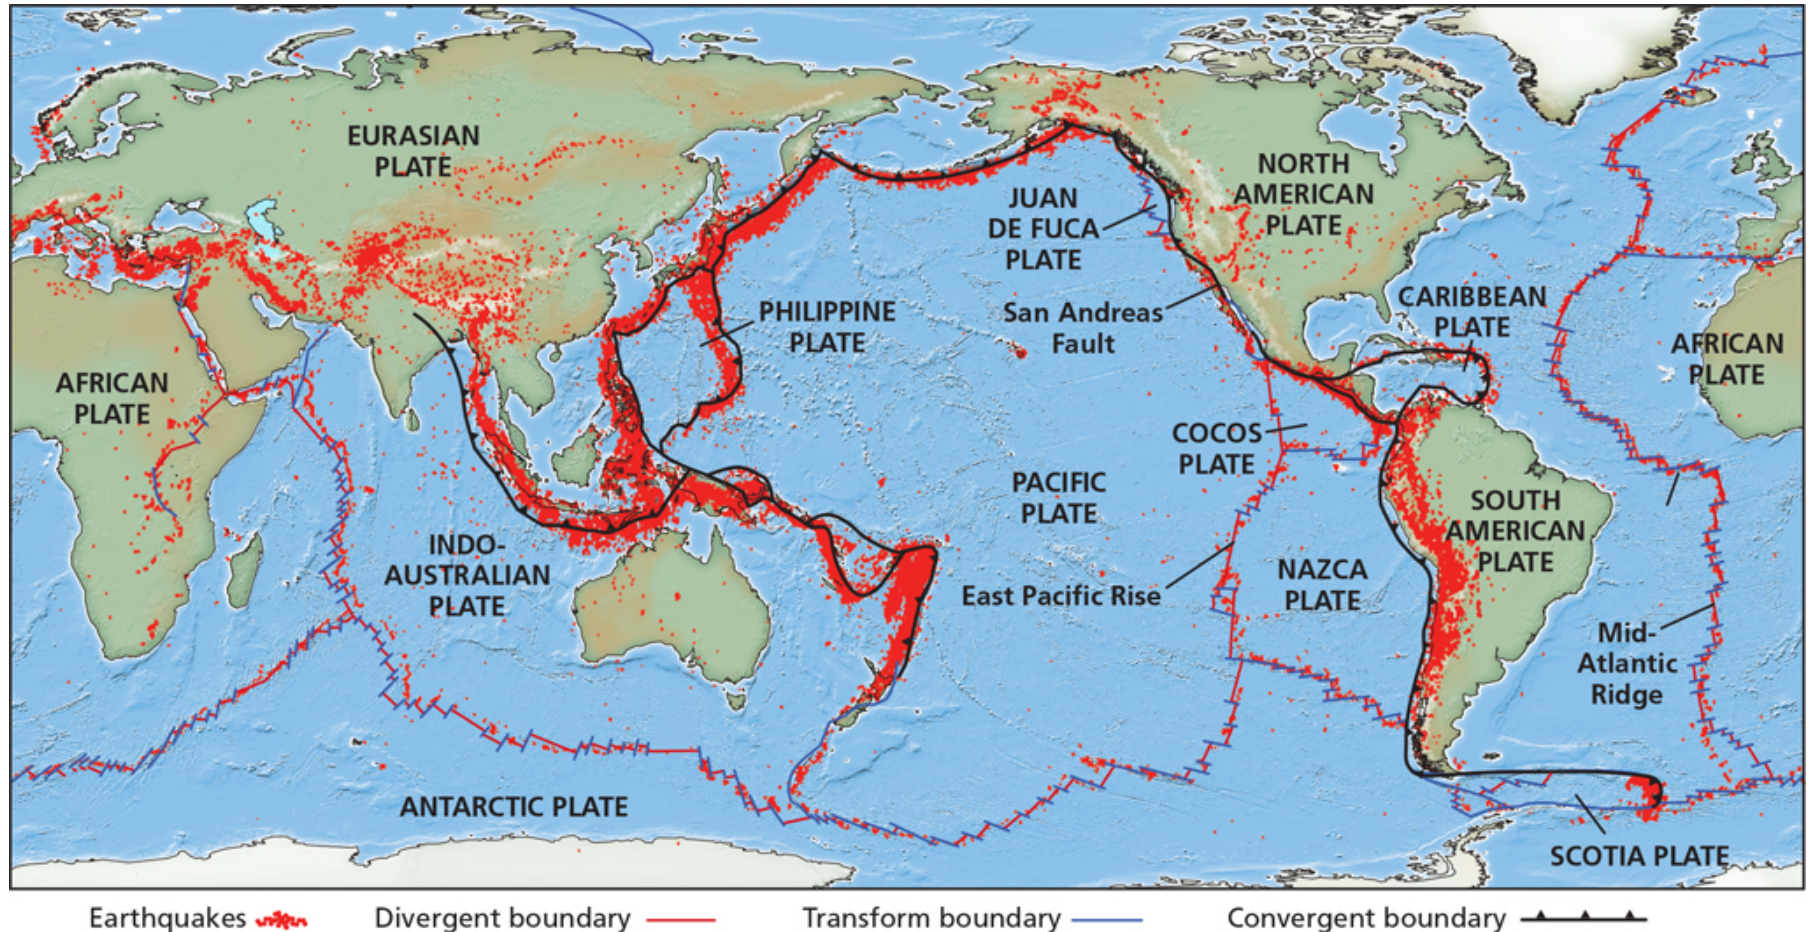 EURASIAN
PLATE
NORTH
AMERICAN
PLATE
JUAN
DE FUCA
PLATE
San Andreas
Fault
PHILIPPINE
PLATE
CARIBBEAN
PLATE
AFRICAN
PLATE
AFRICAN
PLATE
COCOS
PLATE
PACIFIC
PLATE
SOUTH
AMERICAN
PLATE
INDO-
AUSTRALIAN
PLATE
East Pacific Rise
NAZCA
PLATE
Mid-
Atlantic
Ridge
ANTARCTIC PLATE
SCOTIA PLATE
Earthquakes
Divergent boundary
Transform boundary
Convergent boundary